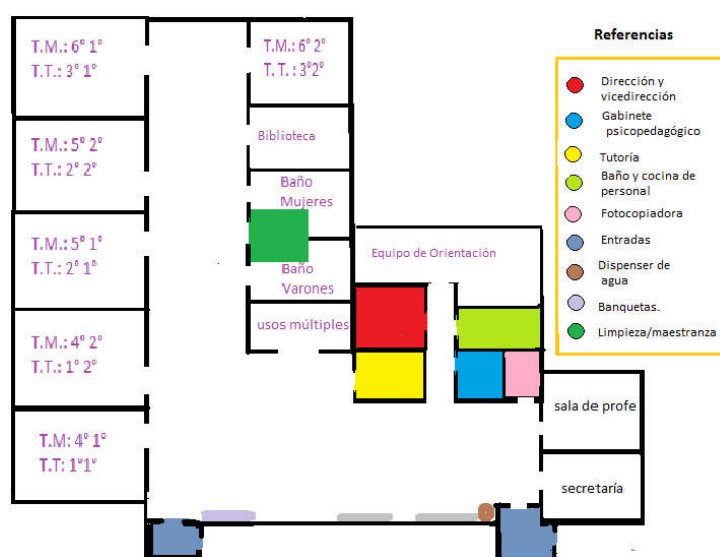 T.M.: 6° 1°
T.T.: 3° 1°
T.M.: 6° 2°
T. T. : 3°2°
T.M.: 5° 2°
T.T.: 2° 2°
Biblioteca
Baño
Mujeres
T.M.: 5° 1°
T.T.: 2° 1°
Baño
Varones
Equipo de Orientación
T.M.: 4° 2°
T.T.: 1° 2°
usos múltiples
T.M: 4° 1°
T.T: 1°1°
sala de profe
secretaría
Referencias
Dirección y
vicedirección
Gabinete
psicopedagógico
Tutoría
Baño y cocina de
personal
Fotocopiadora
Entradas
Dispenser de
agua
Banquetas.
Limpieza/maestranza